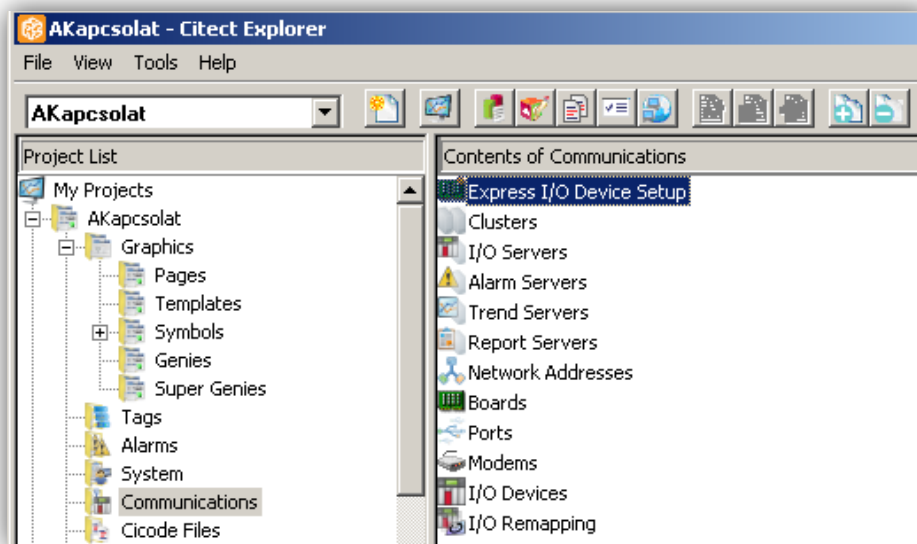 AKapcsolat - Citect Explorer
File View Tools Help
AKapcsolat
Project List
My Projects
AKapcsolat
Graphics
Pages
Templates
Symbols
Genies
Super Genies
Tags
Alarms
System
Communications
Cicode Files
Contents of Communications
Express I/O Device Setup
Clusters
I/O Servers
Alarm Servers
Trend Servers
Report Servers
Network Addresses
Boards
Ports
Modems
I/O Devices
I/O Remapping